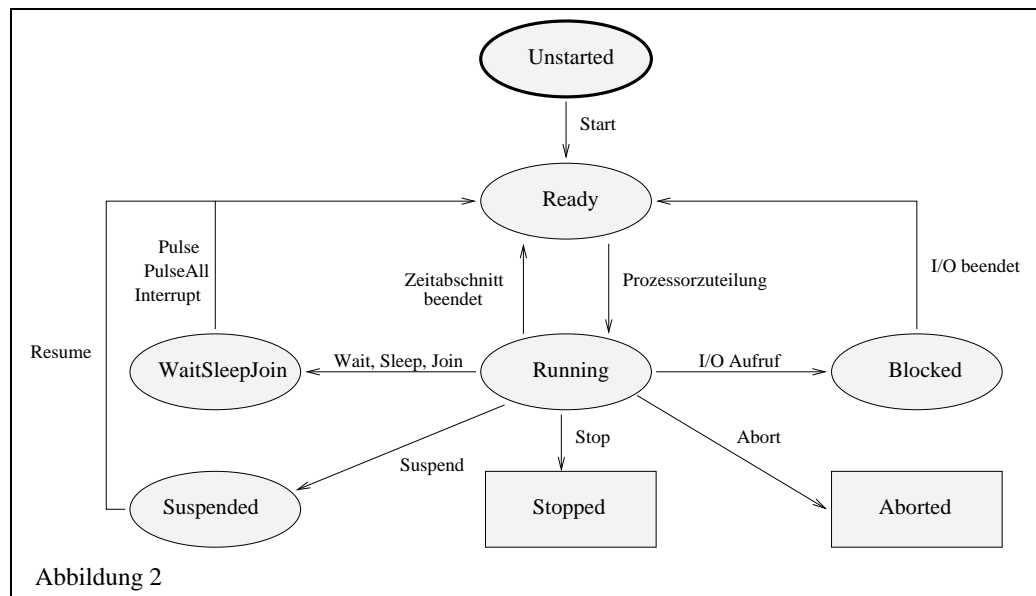 Unstarted
Start
Ready
Pulse
PulseAll
Interrupt
Zeitabschnitt
beendet
Prozessorzuteilung
I/O beendet
Resume
WaitSleepJoin
Wait, Sleep, Join
Running
I/O Aufruf
Blocked
Suspend
Stop
Abort
Suspended
Stopped
Aborted
Abbildung 2